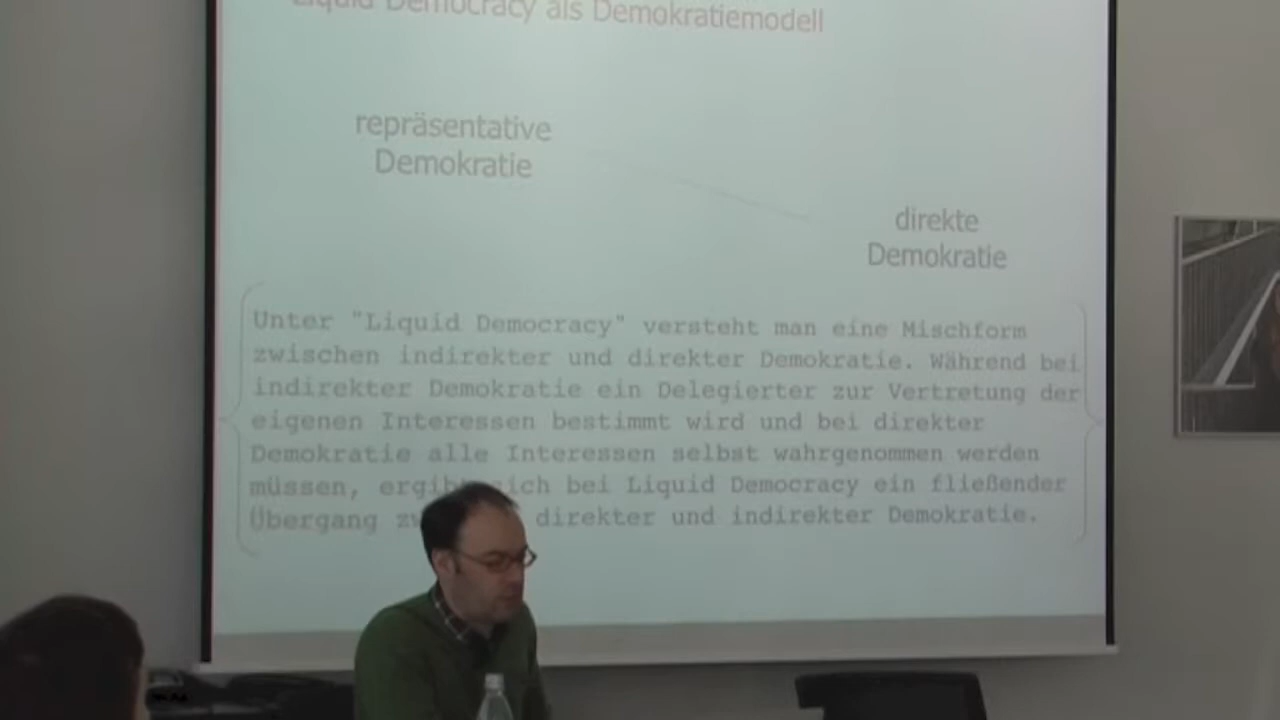 Liquid Democracy als Demokratiemodell
repräsentative
Demokratie
direkte
Demokratie
Unter "Liquid Democracy" versteht man eine Mischform
zwischen indirekter und direkter Demokratie. Während bei
indirekter Demokratie ein Delegierter zur Vertretung der
eigenen Interessen bestimmt wird und bei direkter
Demokratie alle Interessen selbst wahrgenommen werden
müssen, ergibt sich bei Liquid Democracy ein fließender
Übergang direkter und indirekter Demokratie.